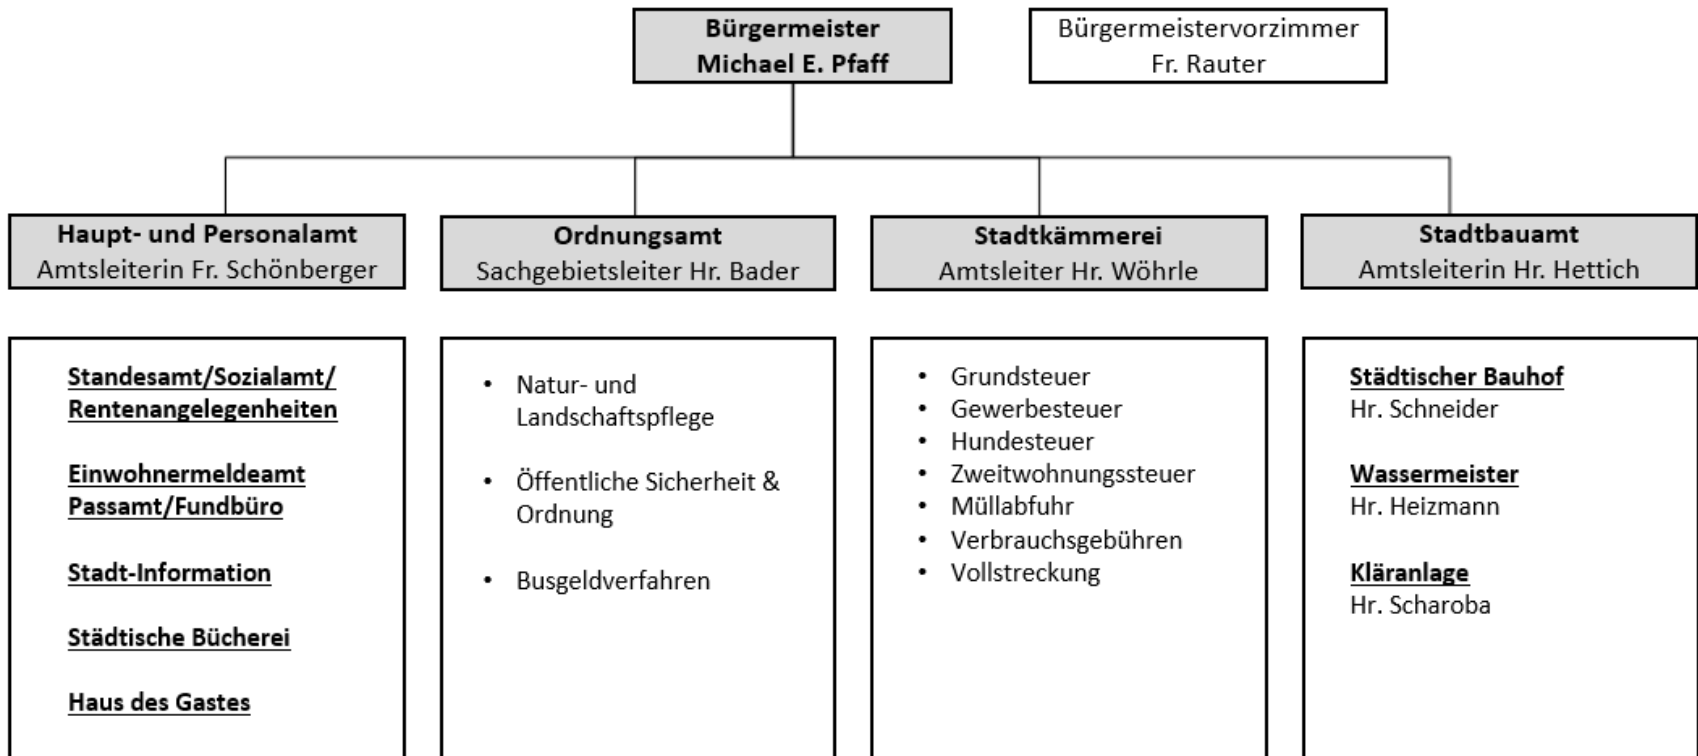 Bürgermeister
Michael E. Pfaff
Bürgermeistervorzimmer
Fr. Rauter
Haupt- und Personalamt
Amtsleiterin Fr. Schönberger
Ordnungsamt
Sachgebietsleiter Hr. Bader
Stadtkämmerei
Amtsleiter Hr. Wöhrle
Stadtbauamt
Amtsleiterin Hr. Hettich
Standesamt/Sozialamt/
Rentenangelegenheiten
Einwohnermeldeamt
Passamt/Fundbüro
Stadt-Information
Städtische Bücherei
Haus des Gastes
• Natur- und
Landschaftspflege
• Öffentliche Sicherheit &
Ordnung
• Busgeldverfahren
• Grundsteuer
• Gewerbesteuer
• Hundesteuer
• Zweitwohnungssteuer
• Müllabfuhr
• Verbrauchsgebühren
• Vollstreckung
Städtischer Bauhof
Hr. Schneider
Wassermeister
Hr. Heizmann
Kläranlage
Hr. Scharoba